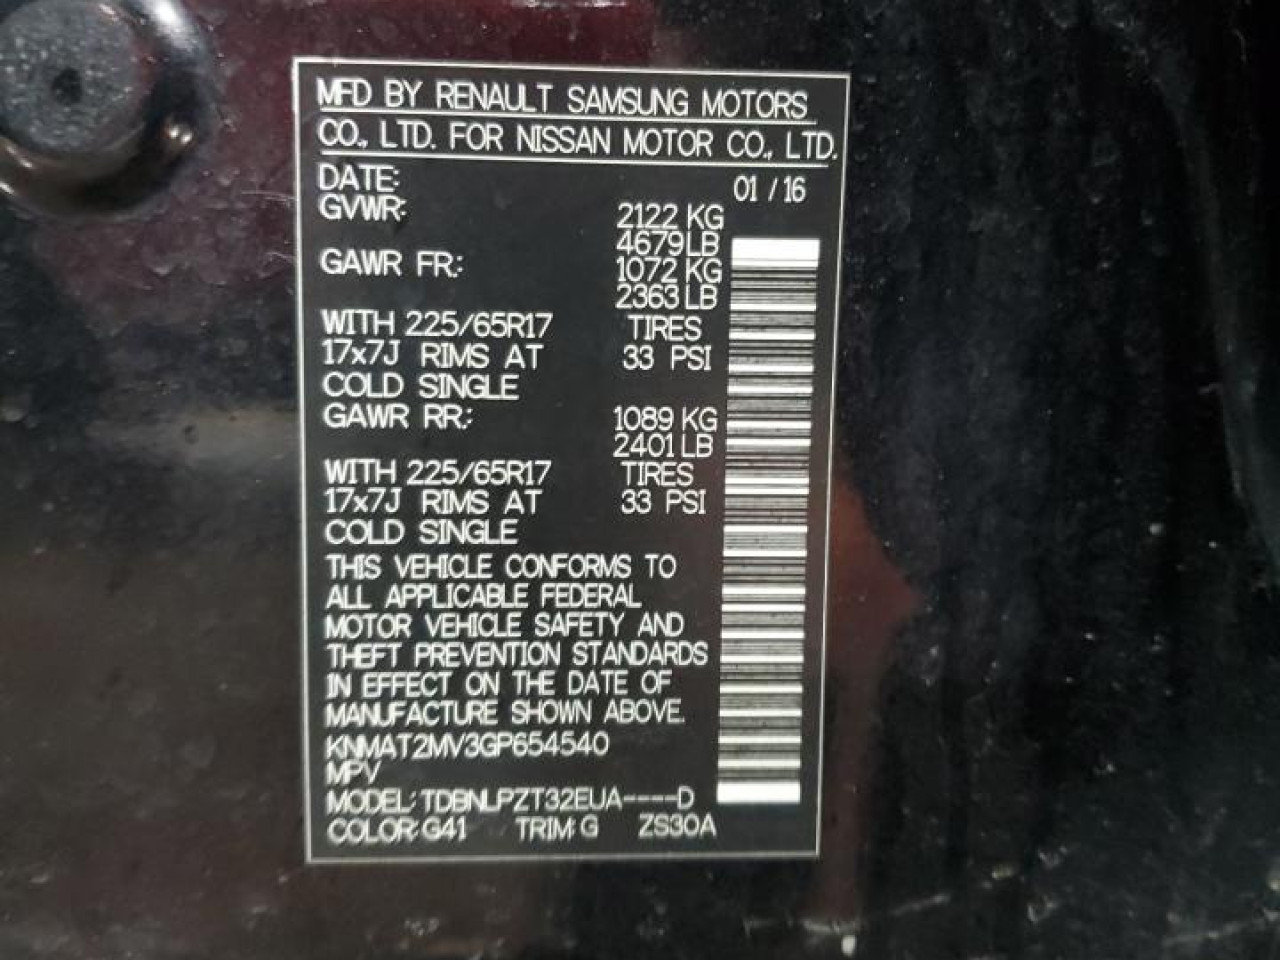 MFD BY RENAULT SAMSUNG MOTORS
CO., LTD. FOR NISSAN MOTOR CO., LTD.
DATE: 01 / 16
GVWR: 2122 KG
4679 LB
GAWR FR.: 1072 KG
2363 LB
WITH 225/65R17 TIRES
17x7J RIMS AT 33 PSI
COLD SINGLE
GAWR RR.: 1089 KG
2401 LB
WITH 225/65R17 TIRES
17x7J RIMS AT 33 PSI
COLD SINGLE
THIS VEHICLE CONFORMS TO
ALL APPLICABLE FEDERAL
MOTOR VEHICLE SAFETY AND
THEFT PREVENTION STANDARDS
IN EFFECT ON THE DATE OF
MANUFACTURE SHOWN ABOVE.
KNMAT2MV3GP654540
MPV
MODEL: TDBNLPZT32EUA----D
COLOR: G41 TRIM: G ZS30A